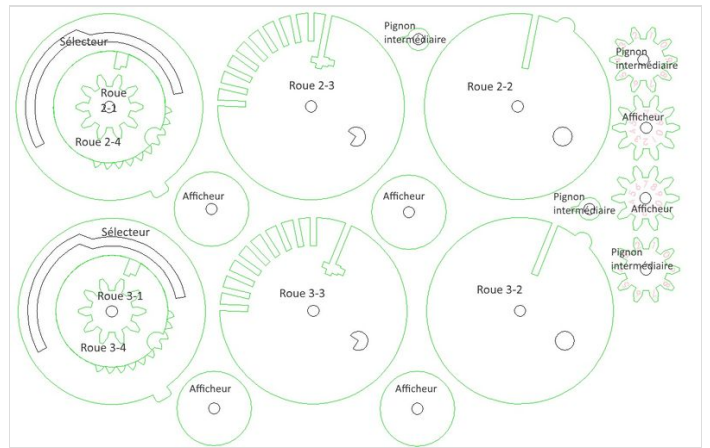 Sélecteur
Roue
2-1
Roue 2-4
Roue 2-3
Pignon
intermédiaire
Roue 2-2
Pignon
intermédiaire
Afficheur
Afficheur
Afficheur
Pignon
intermédiaire
Afficheur
Sélecteur
Roue 3-1
Roue 3-4
Roue 3-3
Roue 3-2
Pignon
intermédiaire
Afficheur
Afficheur